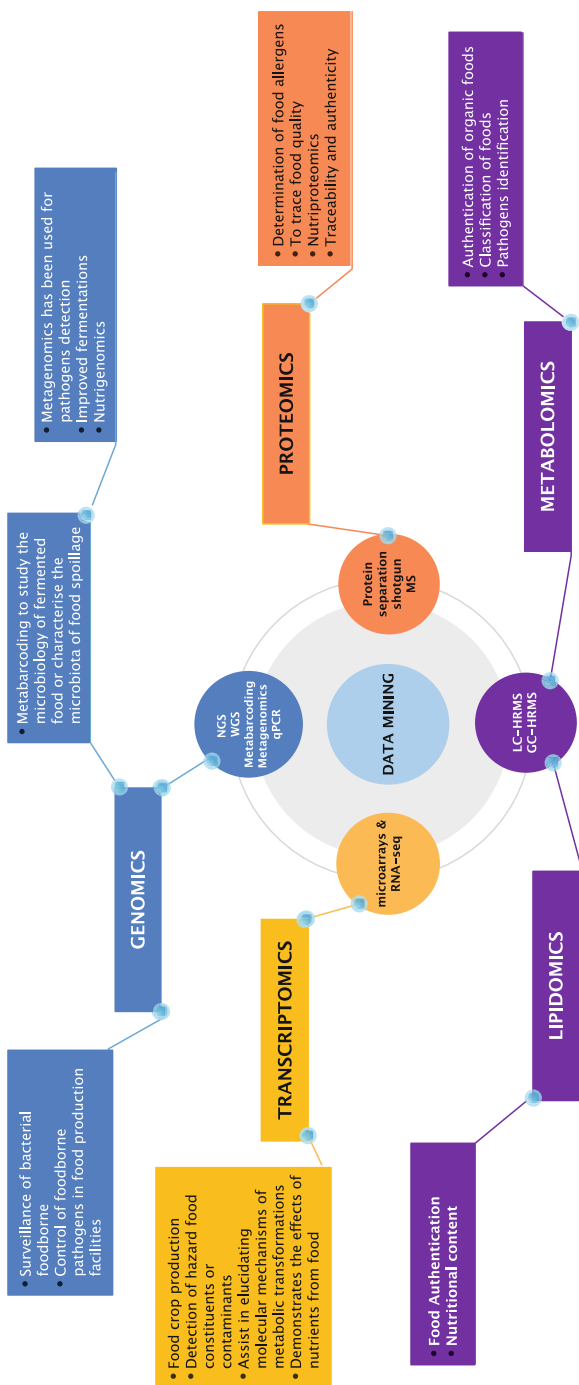 • Surveillance of bacterial
foodborne
• Control of foodborne
pathogens in food production
facilities
GENOMICS
• Metabarcoding to study the
microbiology of fermented
food or characterise the
microbiota of food spoillage
• Metagenomics has been used for
pathogens detection
• Improved fermentations
• Nutrigenomics
NGS
WGS
Metabarcoding
Metagenomics
qPCR
• Food crop production
• Detection of hazard food
constituents or
contaminants
• Assist in elucidating
molecular mechanisms of
metabolic transformations
• Demonstrates the effects of
nutrients from food
TRANSCRIPTOMICS
microarrays &
RNA-seq
DATA MINING
Protein
separation
shotgun
MS
PROTEOMICS
• Determination of food allergens
• To trace food quality
• Nutriproteomics
• Traceability and authenticity
• Food Authentication
• Nutritional content
LIPIDOMICS
LC-HRMS
GC-HRMS
METABOLOMICS
• Authentication of organic foods
• Classification of foods
• Pathogens identification